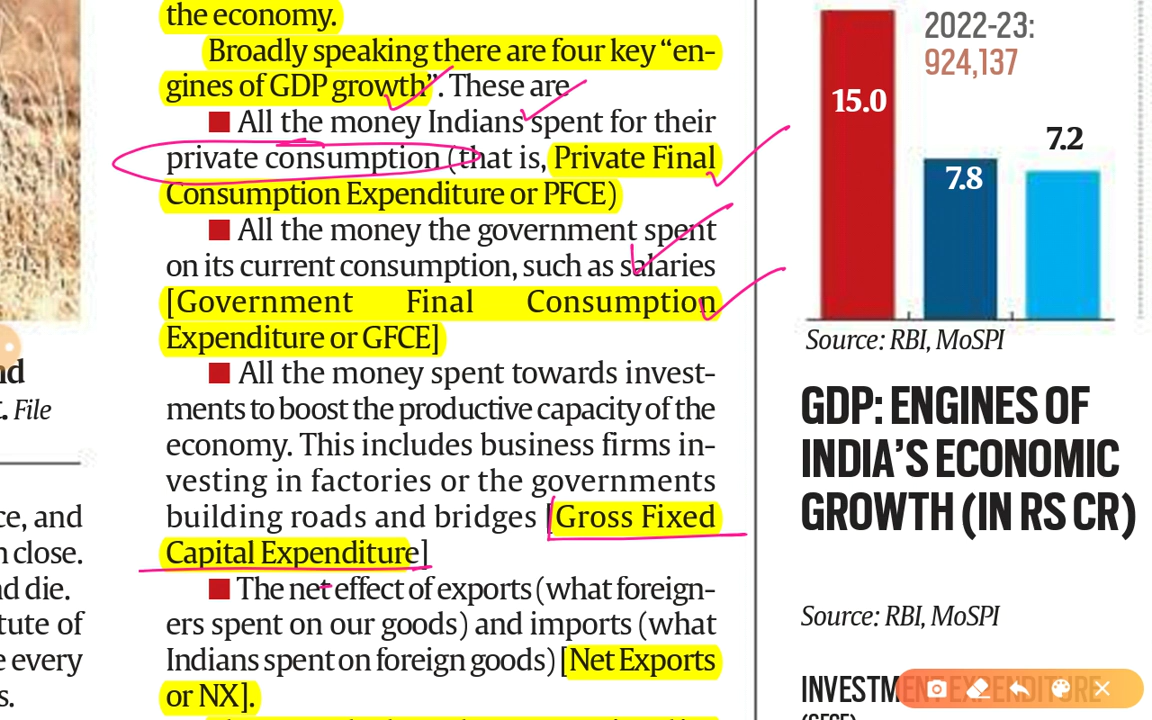 the economy.
Broadly speaking there are four key “en-
gines of GDP growth”. These are
All the money Indians spent for their
private consumption (that is, Private Final
Consumption Expenditure or PFCE)
All the money the government spent
on its current consumption, such as salaries
[Government Final Consumption
Expenditure or GFCE]
All the money spent towards invest-
ments to boost the productive capacity of the
economy. This includes business firms in-
vesting in factories or the governments
building roads and bridges [Gross Fixed
Capital Expenditure]
The net effect of exports (what foreign-
ers spent on our goods) and imports (what
Indians spent on foreign goods) [Net Exports
or NX].
2022-23:
924,137
15.0
7.8
7.2
Source: RBI, MoSPI
GDP: ENGINES OF
INDIA’S ECONOMIC
GROWTH (IN RS CR)
Source: RBI, MoSPI
INVESTMENT EXPENDITURE
File
and
close.
die.
of
every